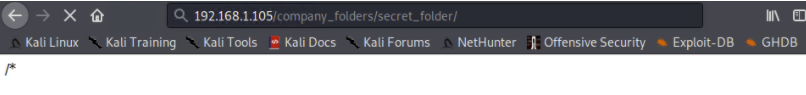 192.168.1.105/company_folders/secret_folder/
Kali Linux Kali Training Kali Tools Kali Docs Kali Forums NetHunter Offensive Security Exploit-DB GHDB
/*